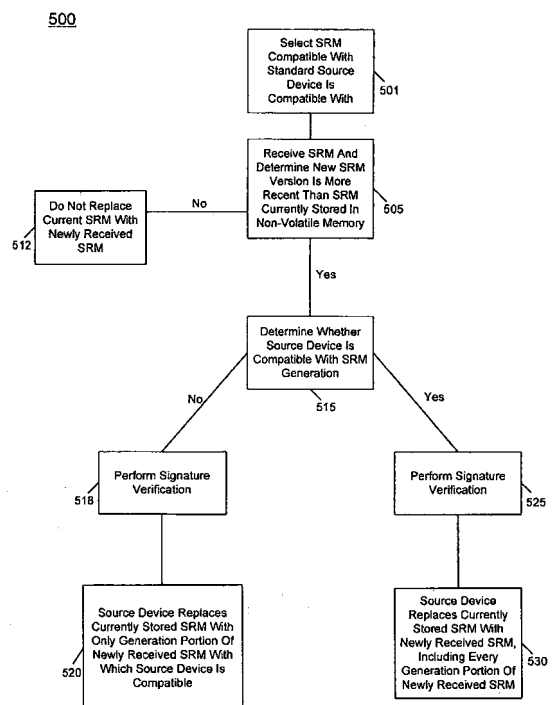 500
Select SRM
Compatible With
Standard Source
Device Is
Compatible With
501
Receive SRM And
Determine New SRM
Version Is More
Recent Than SRM
Currently Stored In
Non-Volatile Memory
505
No
Do Not Replace
Current SRM With
Newly Received
SRM
512
Yes
Determine Whether
Source Device Is
Compatible With SRM
Generation
515
No
Yes
Perform Signature
Verification
518
Perform Signature
Verification
525
Source Device Replaces
Currently Stored SRM With
Only Generation Portion Of
Newly Received SRM With
Which Source Device Is
Compatible
520
Source Device
Replaces Currently
Stored SRM With
Newly Received SRM,
Including Every
Generation Portion Of
Newly Received SRM
530